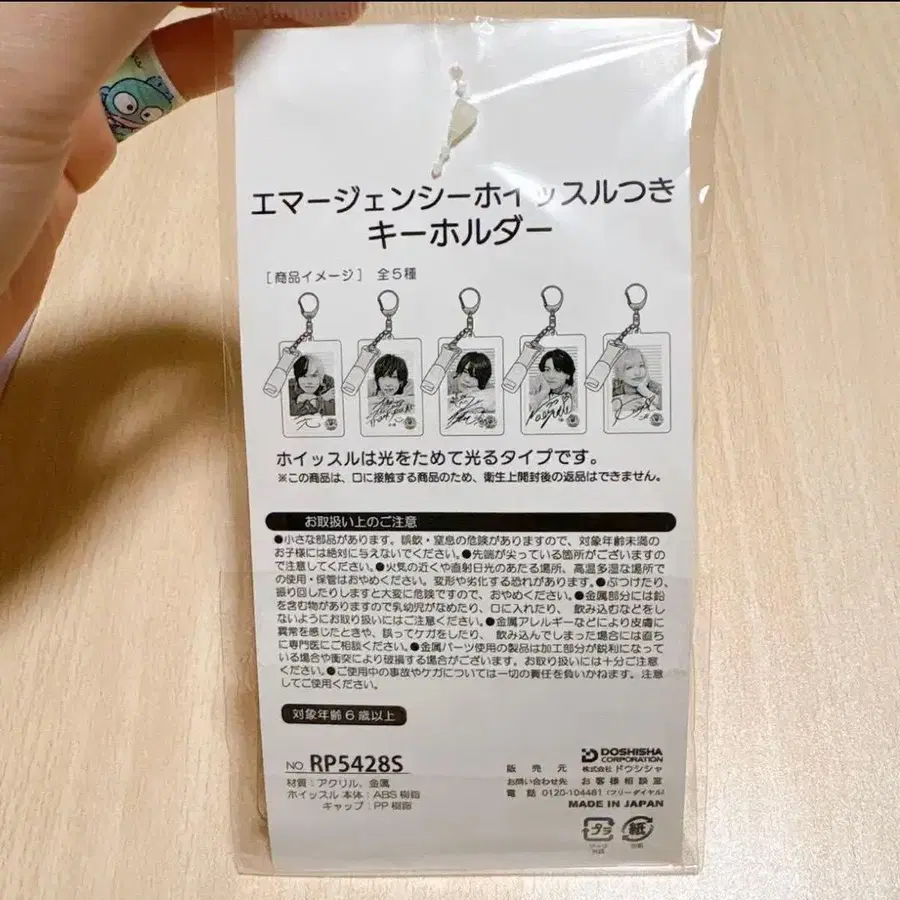 エマージェンシーホイッスルつき
キーホルダー
[商品イメージ] 全5種
ホイッスルは光をためて光るタイプです。
※この商品は、口に接触する商品のため、衛生上開封後の返品はできません。
お取扱い上のご注意
●小さな部品があります。誤飲・窒息の危険がありますので、対象年齢未満の
お子様には絶対に与えないでください。●先端が尖っている箇所がございますの
で注意してください。●火気の近くや直射日光のあたる場所、高温多湿な場所で
の使用・保管はおやめください。変形や劣化する恐れがあります。●ぶつけたり、
振り回したりしますと大変に危険ですので、おやめください。●金属部分には鉛
を含む物がありますので乳幼児がなめたり、口に入れたり、飲み込むなどをし
ないようにお取り扱いにはご注意ください。●金属アレルギーなどにより皮膚に
異常を感じたときや、誤ってケガをしたり、飲み込んでしまった場合には直ち
に専門医にご相談ください。●金属パーツ使用の製品は加工部分が鋭利になって
いる場合や衝突により破損する場合がございます。お取り扱いには十分ご注意
ください。●ご使用中の事故やケガについては一切の責任を負いかねます。注意
してご使用ください。
対象年齢6歳以上
NO. RP5428S
材質:アクリル、金属
ホイッスル 本体:ABS樹脂
キャップ:PP樹脂
DOSHISHA
CORPORATION
販売元 株式会社ドウシシャ
お問い合わせ先 お客様相談室
電話 0120-104481 (フリーダイヤル)
MADE IN JAPAN
プラ 紙